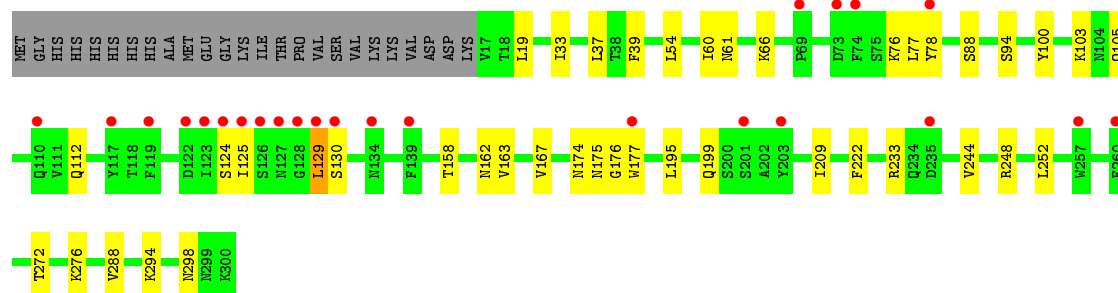 MET
GLY
HIS
HIS
HIS
HIS
HIS
HIS
ALA
MET
GLU
GLY
LYS
ILE
THR
PRO
VAL
SER
VAL
LYS
LYS
VAL
ASP
ASP
LYS
V17
T18
L19
I33
L37
T38
F39
L54
I60
N61
K66
P69
D73
F74
S75
K76
L77
Y78
S88
S94
Y100
K103
N104
Q105
Q110
V111
Q112
Y117
T118
F119
D122
I123
S124
I125
S126
N127
G128
L129
S130
N134
F139
T158
N162
V163
V167
N174
N175
G176
W177
L195
Q199
S200
S201
A202
Y203
I209
F222
R233
Q234
D235
V244
R248
L252
W257
T272
K276
V288
K294
N298
N299
K300